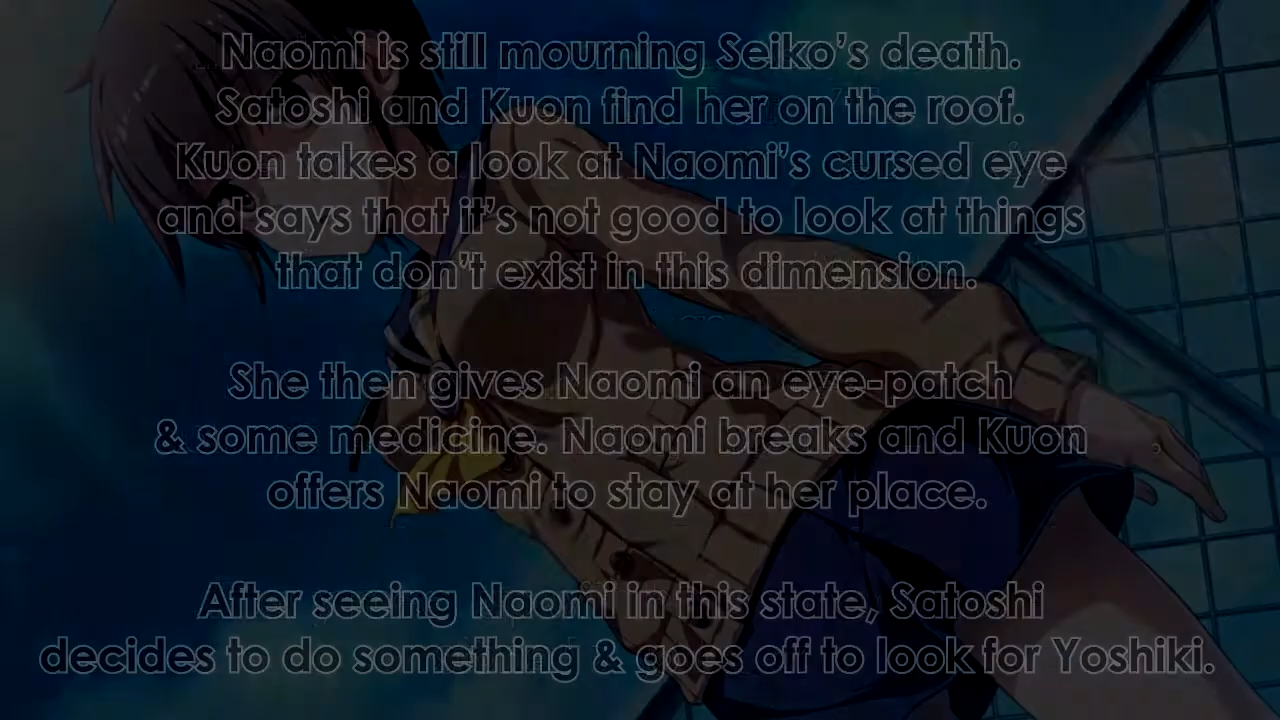 Naomi is still mourning Seiko's death.
Satoshi and Kuon find her on the roof.
Kuon takes a look at Naomi's cursed eye
and says that it's not good to look at things
that don't exist in this dimension.
She then gives Naomi an eye-patch
& some medicine. Naomi breaks and Kuon
offers Naomi to stay at her place.
After seeing Naomi in this state, Satoshi
decides to do something & goes off to look for Yoshiki.